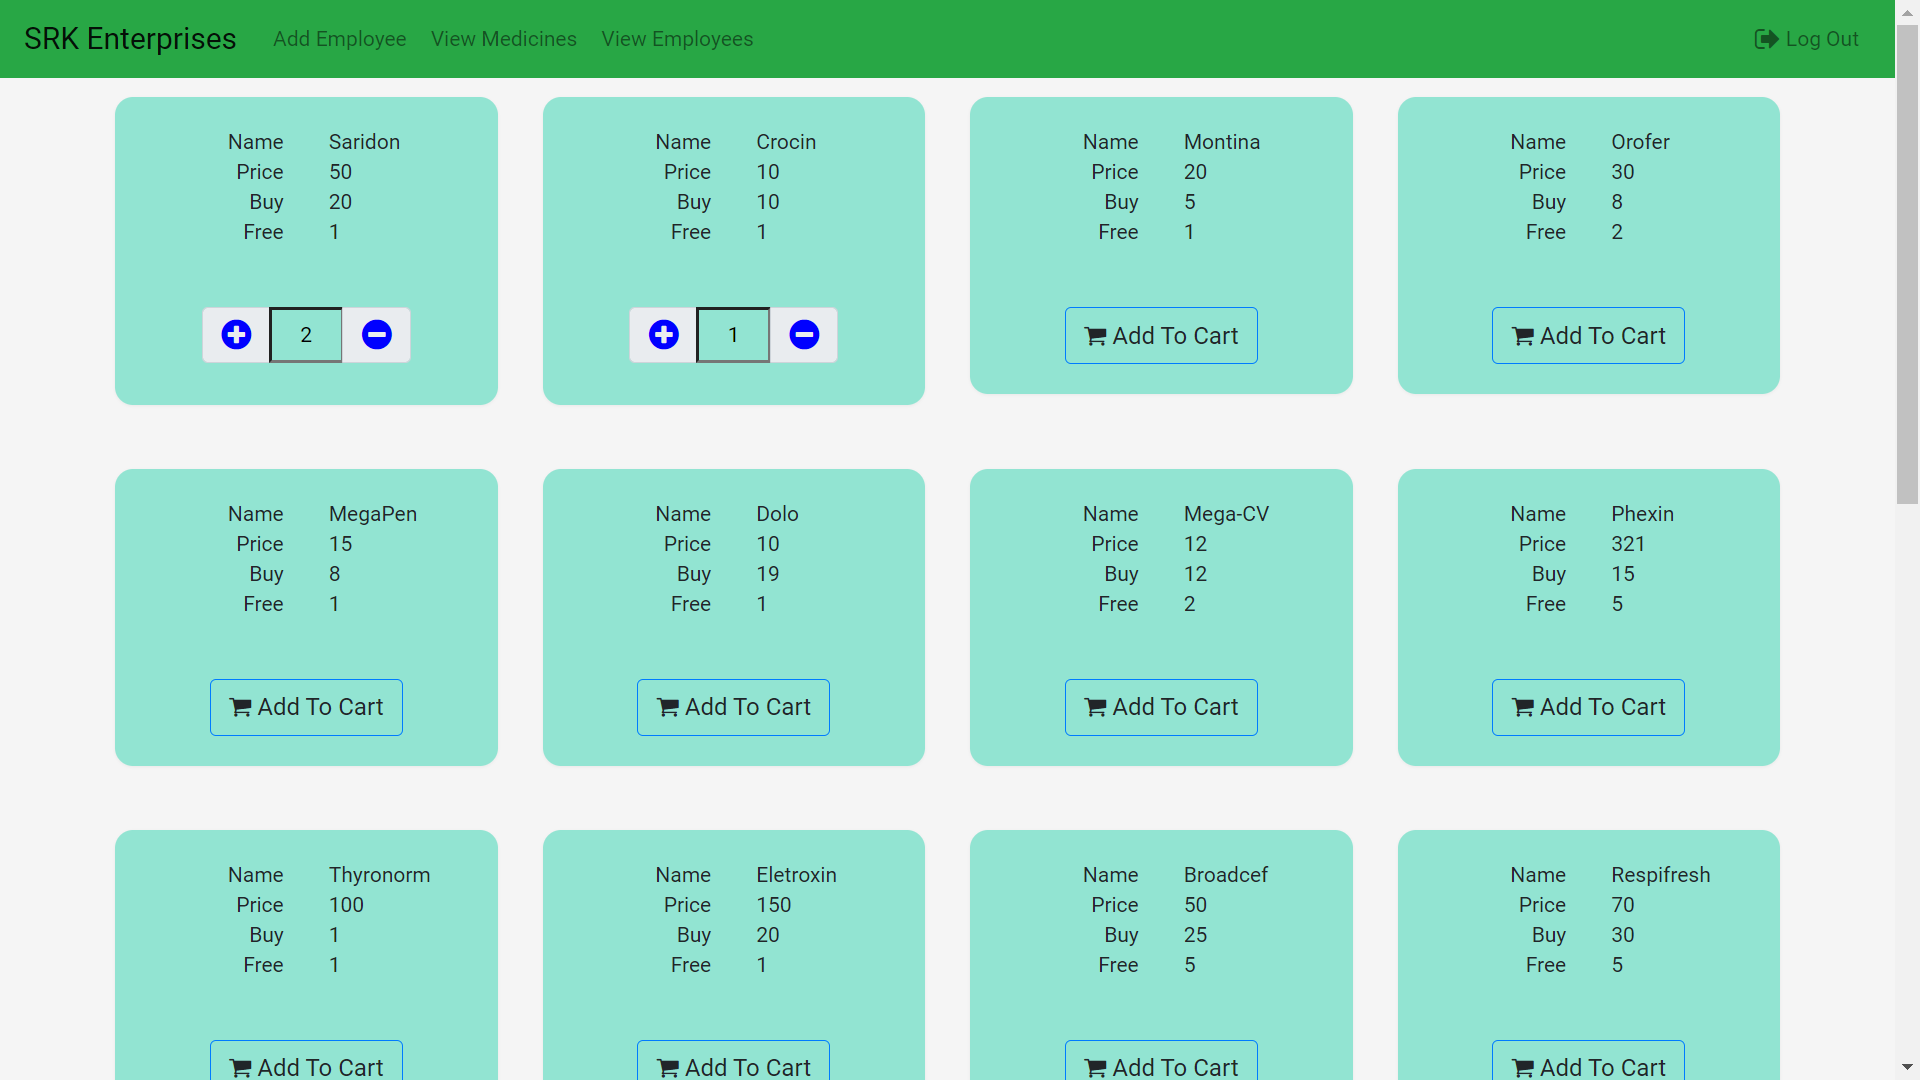 SRK Enterprises Add Employee View Medicines View Employees Log Out
Name Saridon
Price 50
Buy 20
Free 1
2
Name Crocin
Price 10
Buy 10
Free 1
1
Name Montina
Price 20
Buy 5
Free 1
Add To Cart
Name Orofer
Price 30
Buy 8
Free 2
Add To Cart
Name MegaPen
Price 15
Buy 8
Free 1
Add To Cart
Name Dolo
Price 10
Buy 19
Free 1
Add To Cart
Name Mega-CV
Price 12
Buy 12
Free 2
Add To Cart
Name Phexin
Price 321
Buy 15
Free 5
Add To Cart
Name Thyronorm
Price 100
Buy 1
Free 1
Add To Cart
Name Eletroxin
Price 150
Buy 20
Free 1
Add To Cart
Name Broadcef
Price 50
Buy 25
Free 5
Add To Cart
Name Respifresh
Price 70
Buy 30
Free 5
Add To Cart